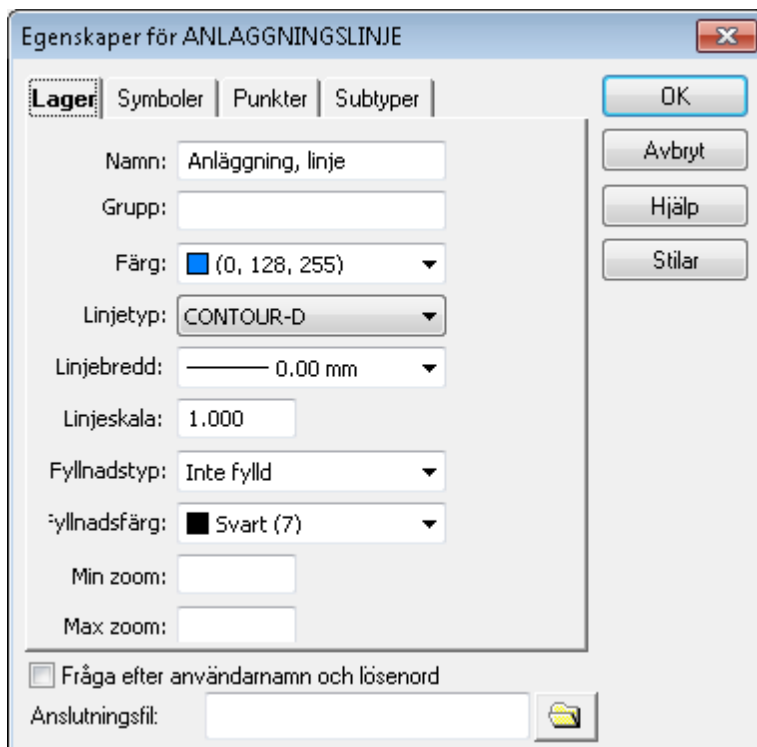 Egenskaper för ANLAGGNINGSLINJE
Lager Symboler Punkter Subtyper
OK
Avbryt
Hjälp
Stilar
Namn: Anläggning, linje
Grupp:
Färg: (0, 128, 255)
Linjetyp: CONTOUR-D
Linjebredd: 0.00 mm
Linjeskala: 1.000
Fyllnadstyp: Inte fylld
Fyllnadsfärg: Svart (7)
Min zoom:
Max zoom:
Fråga efter användarnamn och lösenord
Anslutningsfil: